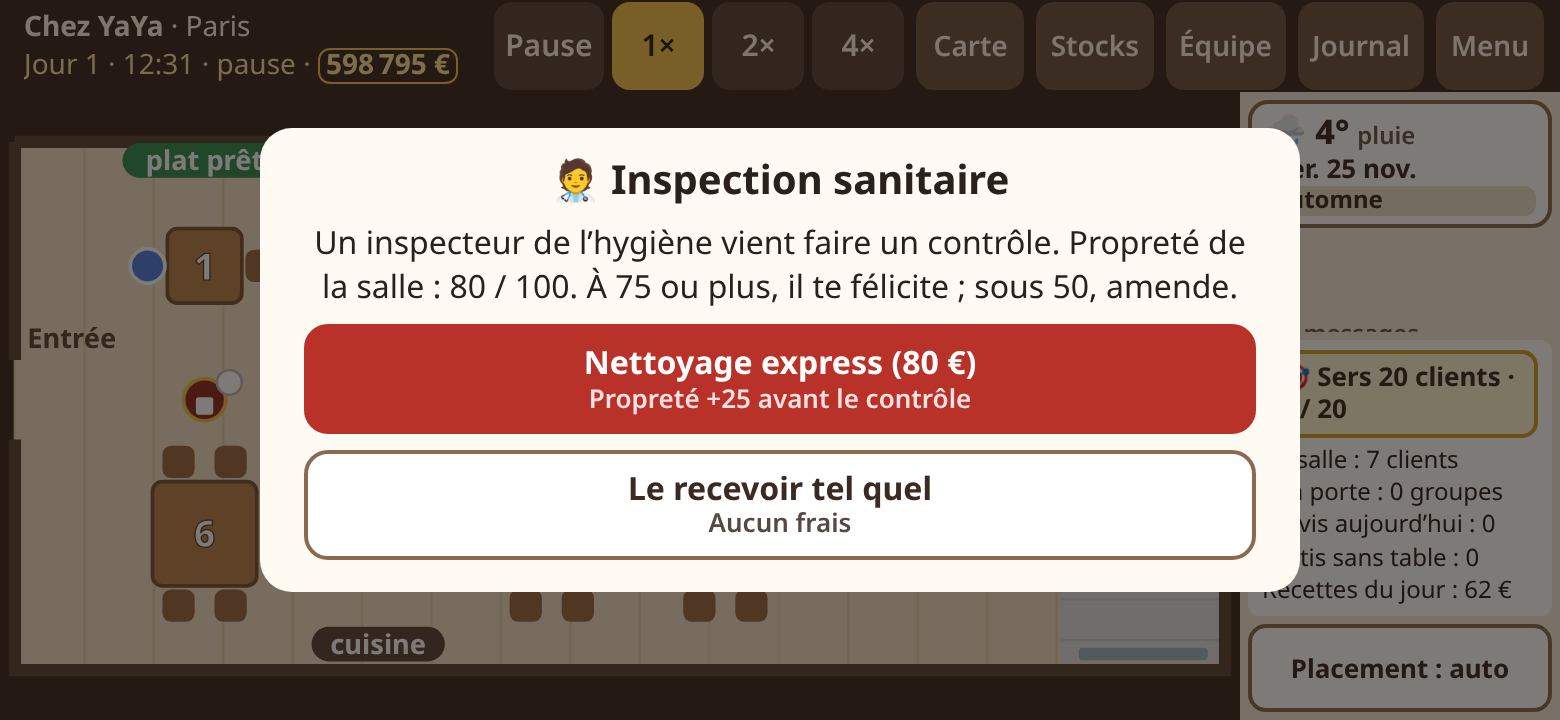 Chez YaYa · Paris
Jour 1 · 12:31 · pause · 598 795 €
Pause
1×
2×
4×
Carte
Stocks
Équipe
Journal
Menu
4° pluie
25 nov.
plat prêt
🧑‍⚕️ Inspection sanitaire
Un inspecteur de l’hygiène vient faire un contrôle. Propreté de
la salle : 80 / 100. À 75 ou plus, il te félicite ; sous 50, amende.
Nettoyage express (80 €)
Propreté +25 avant le contrôle
Le recevoir tel quel
Aucun frais
1
Entrée
6
cuisine
Sers 20 clients ·
/ 20
salle : 7 clients
porte : 0 groupes
aujourd’hui : 0
sans table : 0
Recettes du jour : 62 €
Placement : auto